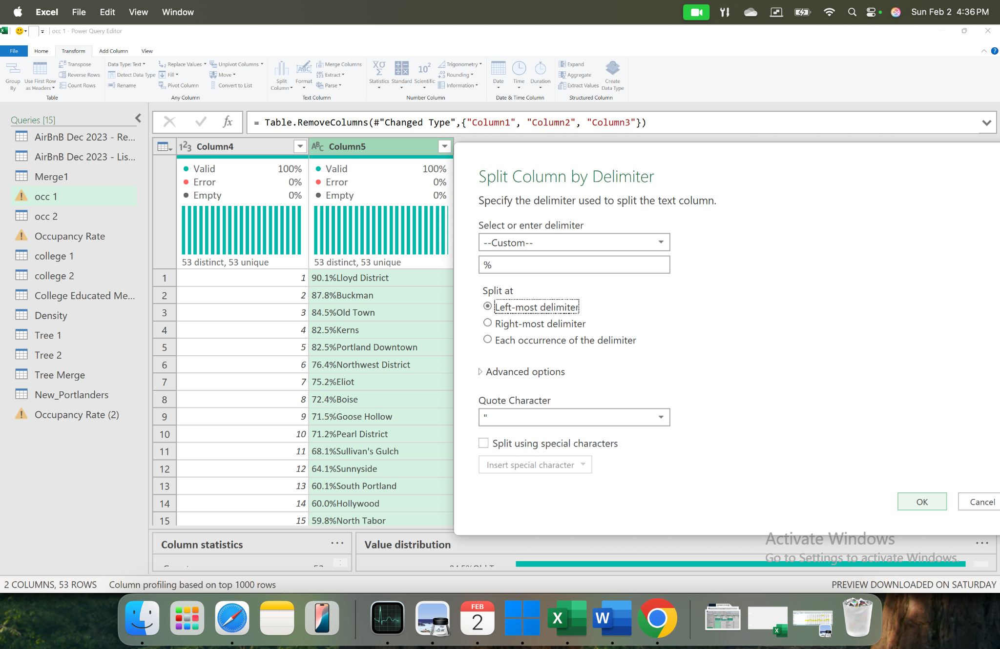 Excel File Edit View Window Sun Feb 2 4:36 PM
occ 1 - Power Query Editor
File Home Transform Add Column View
Group By
Use First Row as Headers
Transpose
Reverse Rows
Count Rows
Table
Data Type: Text
Detect Data Type
Rename
Replace Values
Fill
Pivot Column
Unpivot Columns
Move
Convert to List
Any Column
Split Column
Format
Merge Columns
Extract
Parse
Text Column
Statistics
Standard
Scientific
Trigonometry
Rounding
Information
Number Column
Date
Time
Duration
Date & Time Column
Expand
Aggregate
Extract Values
Create Data Type
Structured Column
Queries [15]
AirBnB Dec 2023 - Re...
AirBnB Dec 2023 - Lis...
Merge1
occ 1
occ 2
Occupancy Rate
college 1
college 2
College Educated Me...
Density
Tree 1
Tree 2
Tree Merge
New_Portlanders
Occupancy Rate (2)
fx = Table.RemoveColumns(#"Changed Type",{"Column1", "Column2", "Column3"})
123 Column4 ABC Column5
Valid 100% Valid 100%
Error 0% Error 0%
Empty 0% Empty 0%
53 distinct, 53 unique 53 distinct, 53 unique
1 1 90.1%Lloyd District
2 2 87.8%Buckman
3 3 84.5%Old Town
4 4 82.5%Kerns
5 5 82.5%Portland Downtown
6 6 76.4%Northwest District
7 7 75.2%Eliot
8 8 72.4%Boise
9 9 71.5%Goose Hollow
10 10 71.2%Pearl District
11 11 68.1%Sullivan's Gulch
12 12 64.1%Sunnyside
13 13 60.1%South Portland
14 14 60.0%Hollywood
15 15 59.8%North Tabor
Split Column by Delimiter
Specify the delimiter used to split the text column.
Select or enter delimiter
--Custom--
%
Split at
Left-most delimiter
Right-most delimiter
Each occurrence of the delimiter
Advanced options
Quote Character
"
Split using special characters
Insert special character
OK Cancel
Column statistics ...
Value distribution ...
Activate Windows
Go to Settings to activate Windows.
2 COLUMNS, 53 ROWS Column profiling based on top 1000 rows
PREVIEW DOWNLOADED ON SATURDAY
FEB
2
X
W